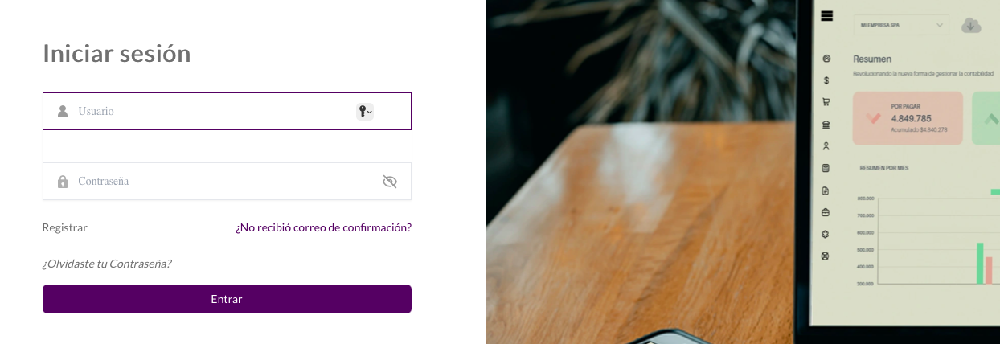 Iniciar sesión
Usuario
Contraseña
Registrar
¿No recibió correo de confirmación?
¿Olvidaste tu Contraseña?
Entrar
MI EMPRESA SPA
Resumen
Revolucionando la nueva forma de gestionar la contabilidad
POR PAGAR
4.849.785
Acumulado $4.840.278
RESUMEN POR MES
800.000
700.000
600.000
500.000
400.000
300.000